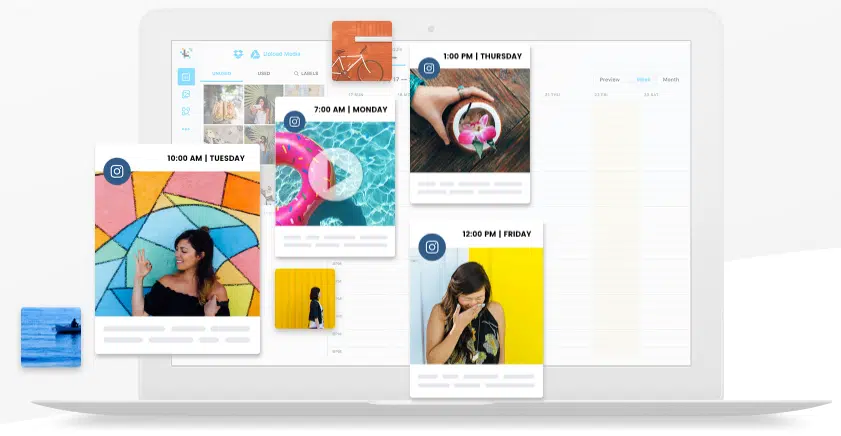 1:00 PM | THURSDAY
Upload Media
UNUSED
USED
LABELS
Preview
Week
Month
7:00 AM | MONDAY
10:00 AM | TUESDAY
12:00 PM | FRIDAY